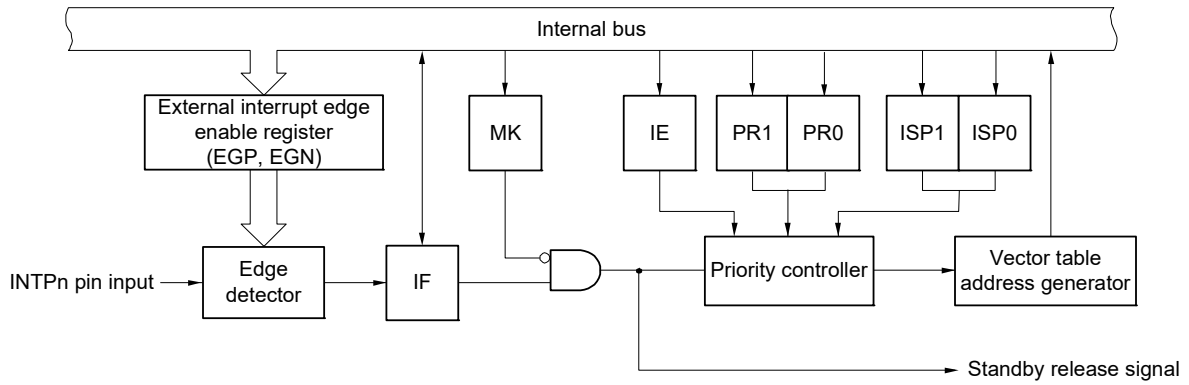 Internal bus
External interrupt edge
enable register
(EGP, EGN)
MK
IE
PR1
PR0
ISP1
ISP0
INTPn pin input
Edge
detector
IF
Priority controller
Vector table
address generator
Standby release signal